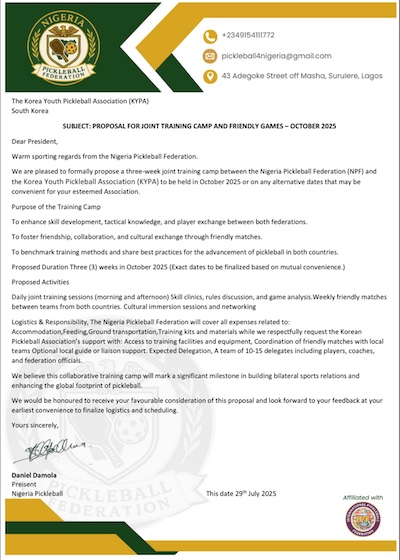 NIGERIA
PICKLEBALL
FEDERATION
+2349154111772
pickleball4nigeria@gmail.com
43 Adegoke Street off Masha, Surulere, Lagos
The Korea Youth Pickleball Association (KYPA)
South Korea
SUBJECT: PROPOSAL FOR JOINT TRAINING CAMP AND FRIENDLY GAMES – OCTOBER 2025
Dear President,
Warm sporting regards from the Nigeria Pickleball Federation.
We are pleased to formally propose a three-week joint training camp between the Nigeria Pickleball Federation (NPF)
and the Korea Youth Pickleball Association (KYPA) to be held in October 2025 or on any alternative dates that may be
convenient for your esteemed Association.
Purpose of the Training Camp
To enhance skill development, tactical knowledge, and player exchange between both federations.
To foster friendship, collaboration, and cultural exchange through friendly matches.
To benchmark training methods and share best practices for the advancement of pickleball in both countries.
Proposed Duration Three (3) weeks in October 2025 (Exact dates to be finalized based on mutual convenience.)
Proposed Activities
Daily joint training sessions (morning and afternoon) Skill clinics, rules discussion, and game analysis.Weekly friendly matches
between teams from both countries. Cultural immersion sessions and networking
Logistics & Responsibility, The Nigeria Pickleball Federation will cover all expenses related to:
Accommodation,Feeding,Ground transportation,Training kits and materials while we respectfully request the Korean
Pickleball Association's support with: Access to training facilities and equipment, Coordination of friendly matches with local
teams Optional local guide or liaison support. Expected Delegation, A team of 10-15 delegates including players, coaches,
and federation officials.
We believe this collaborative training camp will mark a significant milestone in building bilateral sports relations and
enhancing the global footprint of pickleball.
We would be honoured to receive your favourable consideration of this proposal and look forward to your feedback at your
earliest convenience to finalize logistics and scheduling.
Yours sincerely,
Daniel Damola
Preisent
Nigeria Pickleball
This date 29th July 2025
PICKLEBALL
FEDERATION
Affiliated with